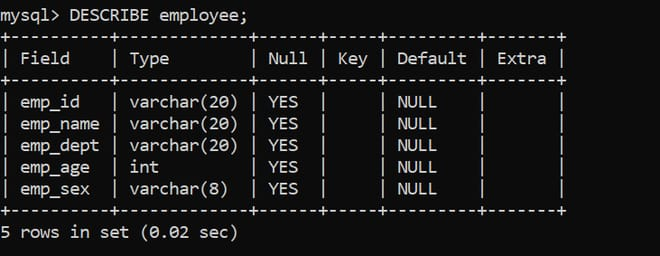 mysql> DESCRIBE employee;
+----------+-------------+------+-----+---------+-------+
| Field    | Type        | Null | Key | Default | Extra |
+----------+-------------+------+-----+---------+-------+
| emp_id   | varchar(20) | YES  |     | NULL    |       |
| emp_name | varchar(20) | YES  |     | NULL    |       |
| emp_dept | varchar(20) | YES  |     | NULL    |       |
| emp_age  | int         | YES  |     | NULL    |       |
| emp_sex  | varchar(8)  | YES  |     | NULL    |       |
+----------+-------------+------+-----+---------+-------+
5 rows in set (0.02 sec)